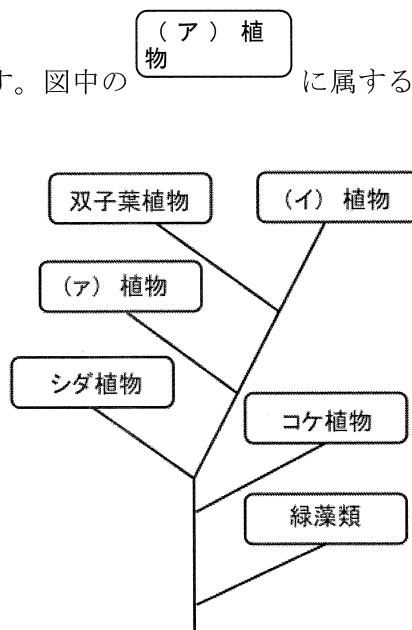 (ア)植
物
す。図中の
に属する
双子葉植物
(イ)植物
(ア)植物
シダ植物
コケ植物
緑藻類